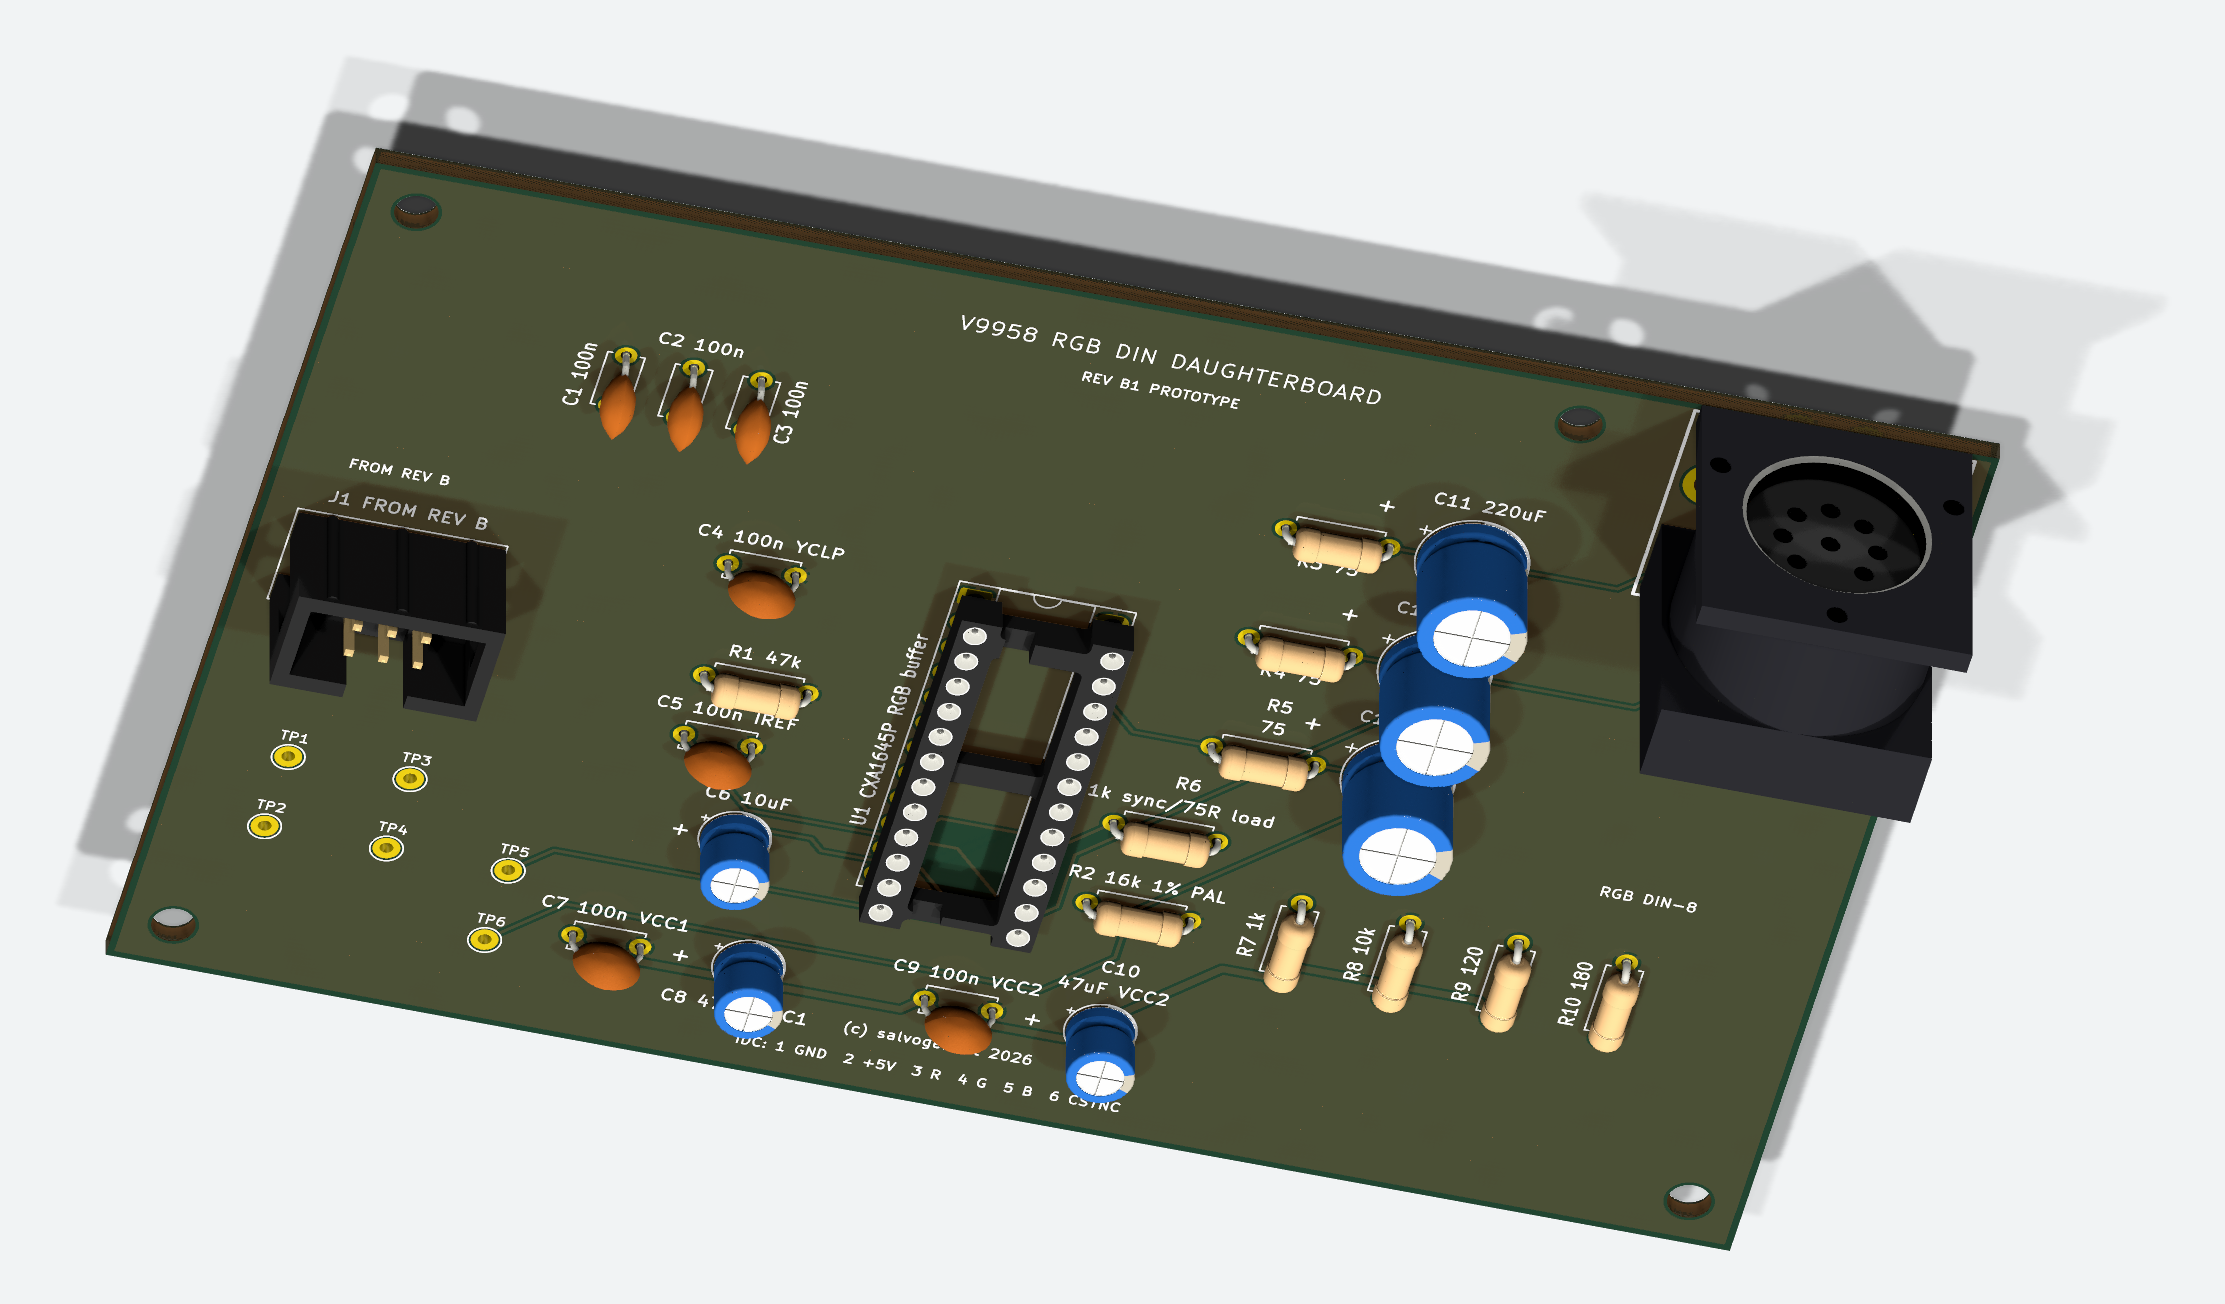 V9958 RGB DIN DAUGHTERBOARD
REV B1 PROTOTYPE
C1 100n
C2 100n
C3 100n
FROM REV B
J1 FROM REV B
C4 100n YCLP
R1 47k
C5 100n IREF
C6 10uF
+
+
U1 CXA1645P RGB buffer
+
+
C11 220uF
+
+
R5
75
+
+
R6
1k sync/75R load
R2 16k 1% PAL
TP1
TP3
TP2
TP4
TP5
TP6
C7 100n VCC1
+
+
C8
C9 100n VCC2
C10
47uF VCC2
+
+
R7 1k
R8 10k
R9 120
R10 180
RGB DIN-8
(c) 2026
IDC: 1 GND 2 +5V 3 R 4 G 5 B 6 CSYNC